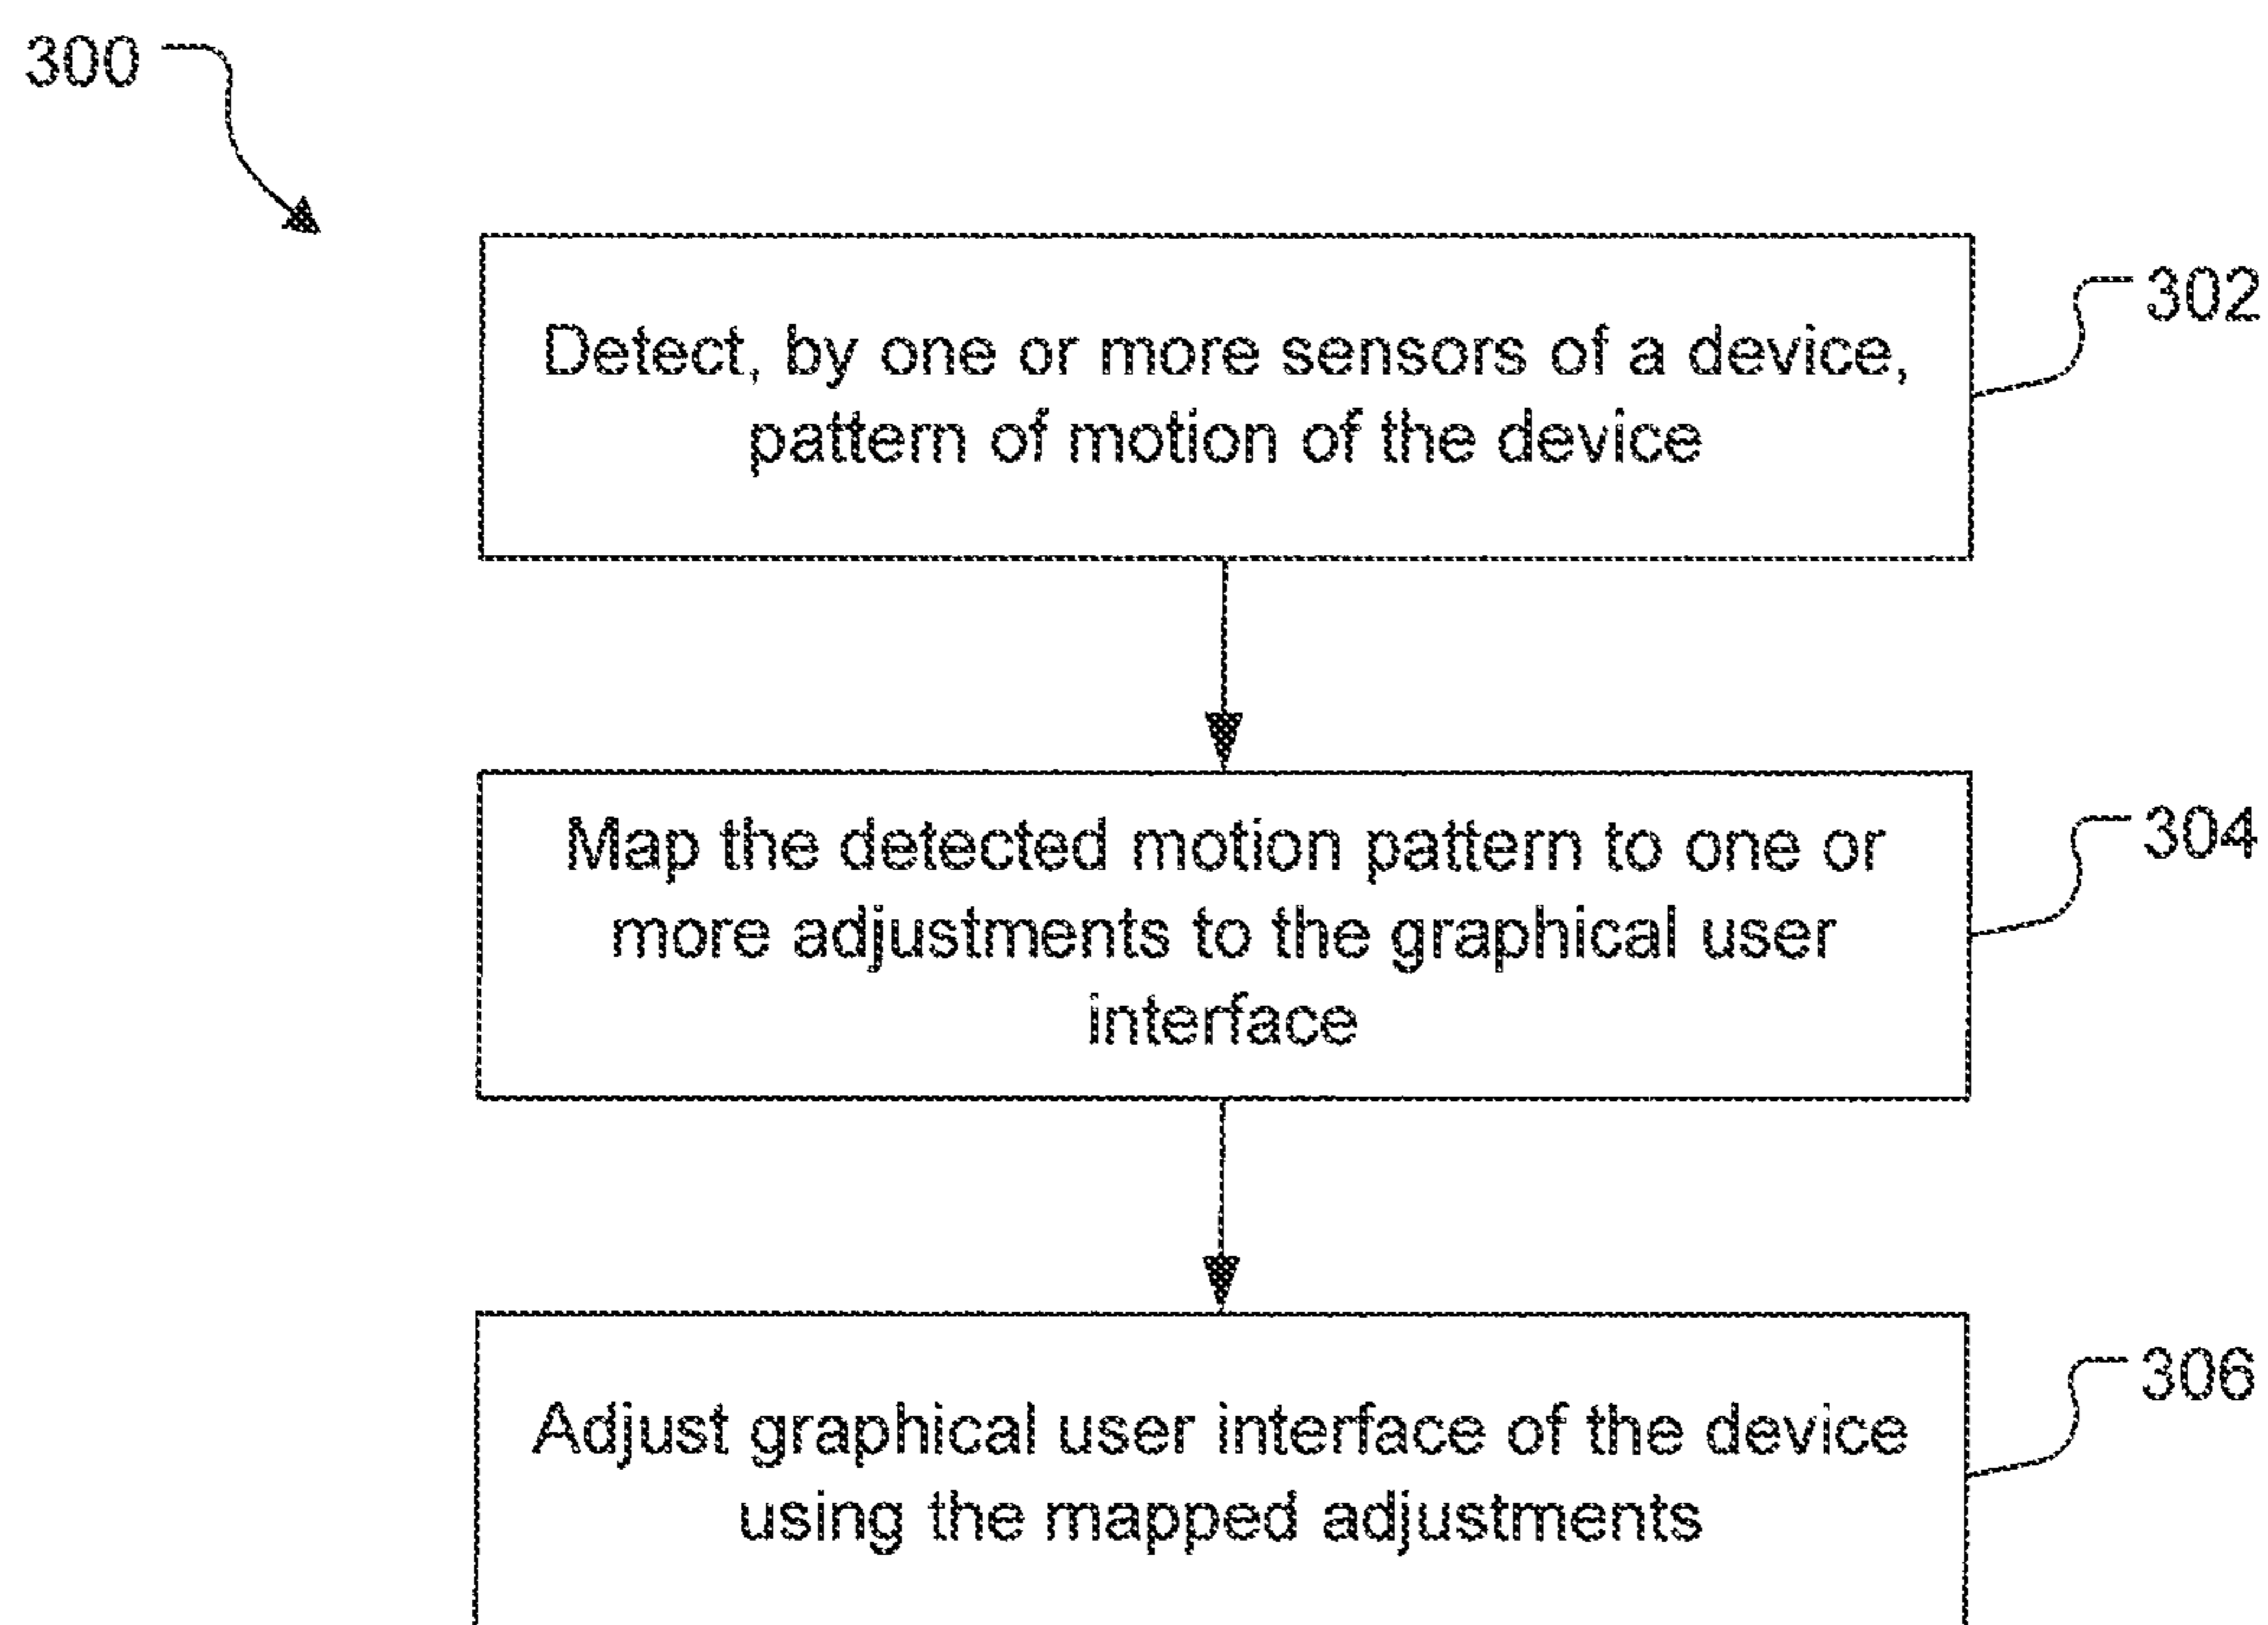 300
302
Detect, by one or more sensors of a device,
pattern of motion of the device
304
Map the detected motion pattern to one or
more adjustments to the graphical user
interface
306
Adjust graphical user interface of the device
using the mapped adjustments